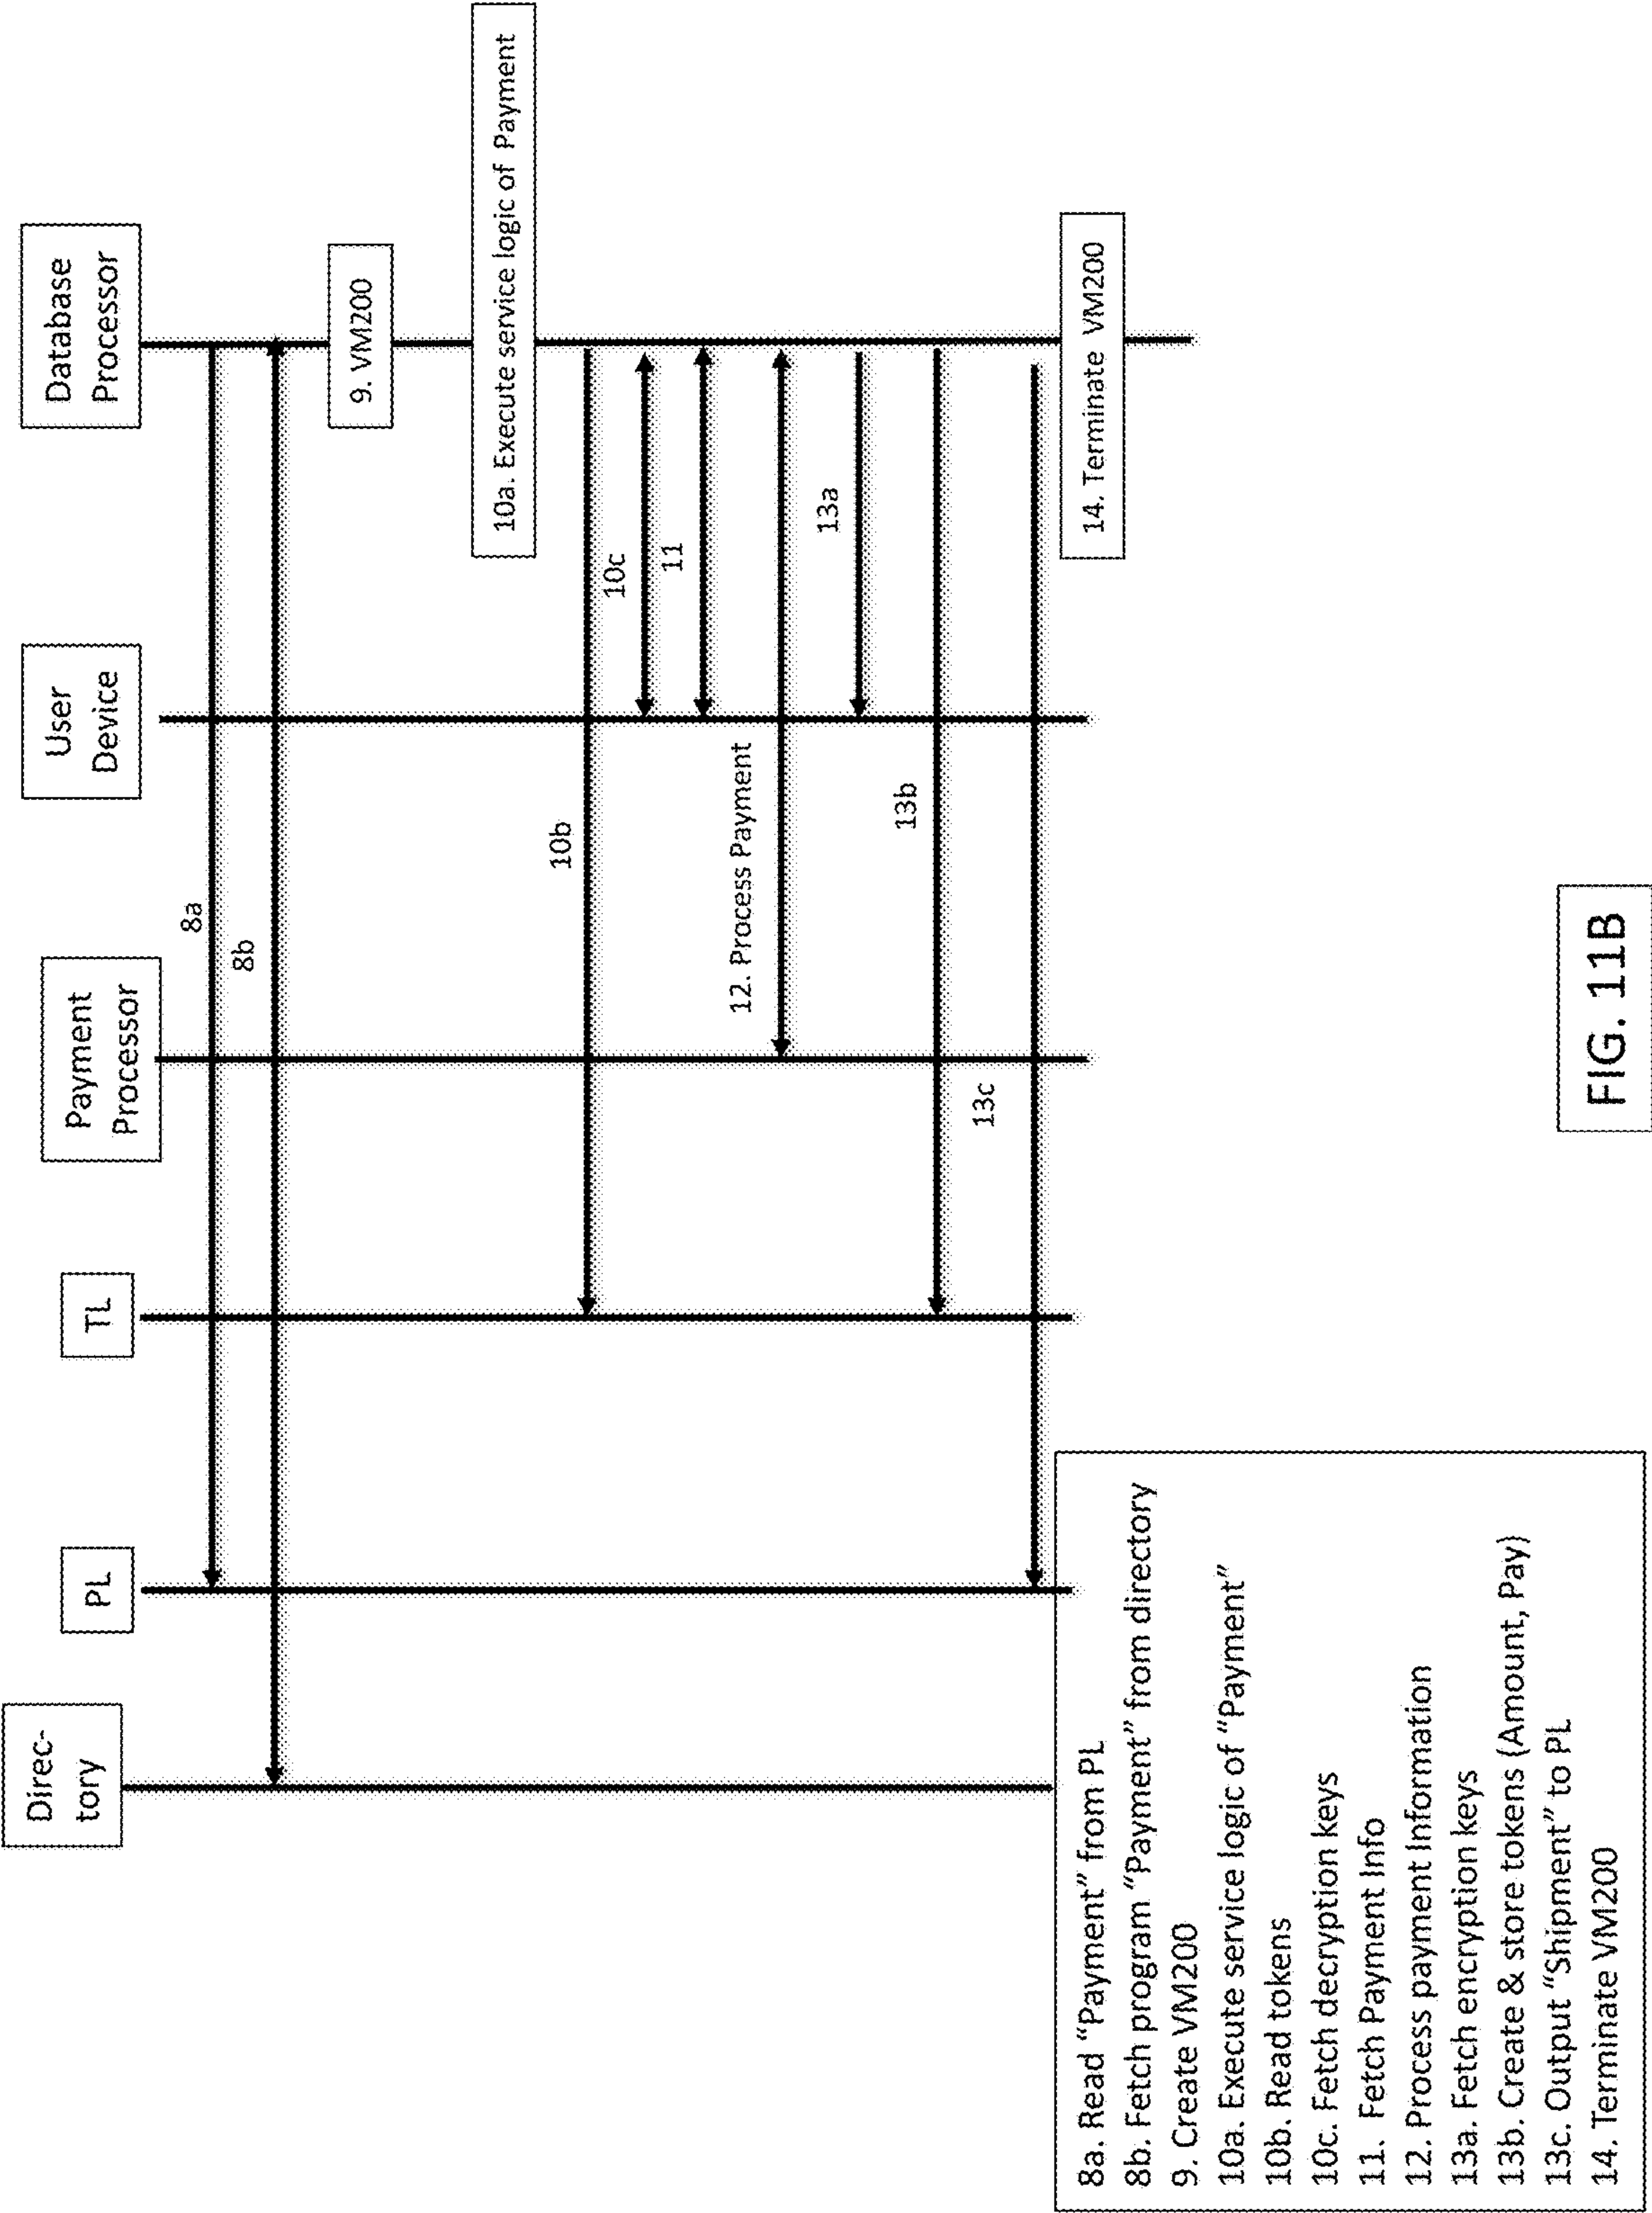 Direc-
tory
PL
TL
Payment
Processor
User
Device
Database
Processor
8a
8b
9. VM200
10a. Execute service logic of Payment
10b
10c
11
12. Process Payment
13a
13b
13c
14. Terminate VM200
8a. Read “Payment” from PL
8b. Fetch program “Payment” from directory
9. Create VM200
10a. Execute service logic of “Payment”
10b. Read tokens
10c. Fetch decryption keys
11. Fetch Payment Info
12. Process payment Information
13a. Fetch encryption keys
13b. Create & store tokens (Amount, Pay)
13c. Output “Shipment” to PL
14. Terminate VM200
FIG. 11B